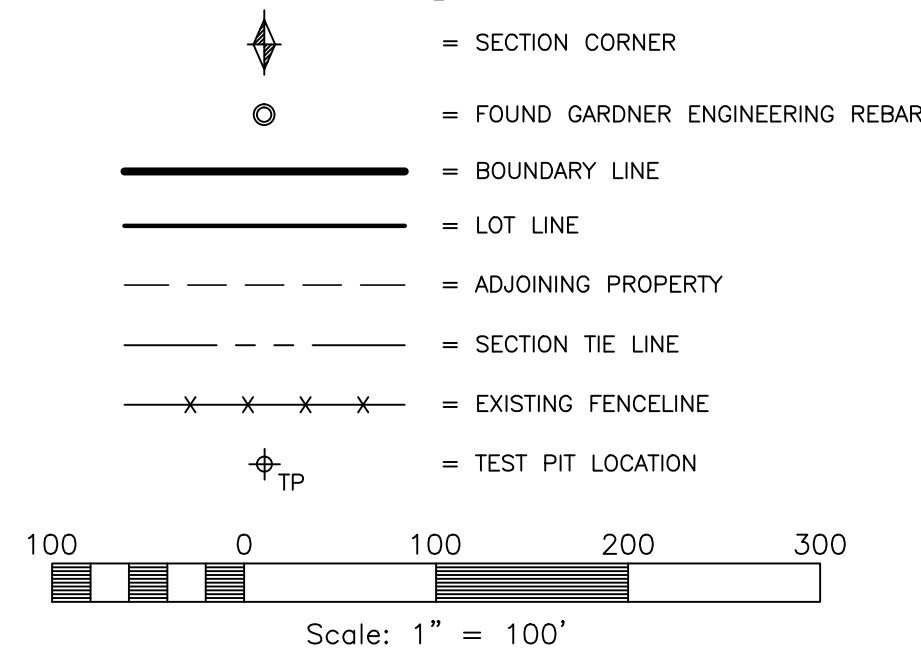 = SECTION CORNER
= FOUND GARDNER ENGINEERING REBAR
= BOUNDARY LINE
= LOT LINE
= ADJOINING PROPERTY
= SECTION TIE LINE
= EXISTING FENCELINE
TP = TEST PIT LOCATION
100 0 100 200 300
Scale: 1" = 100'